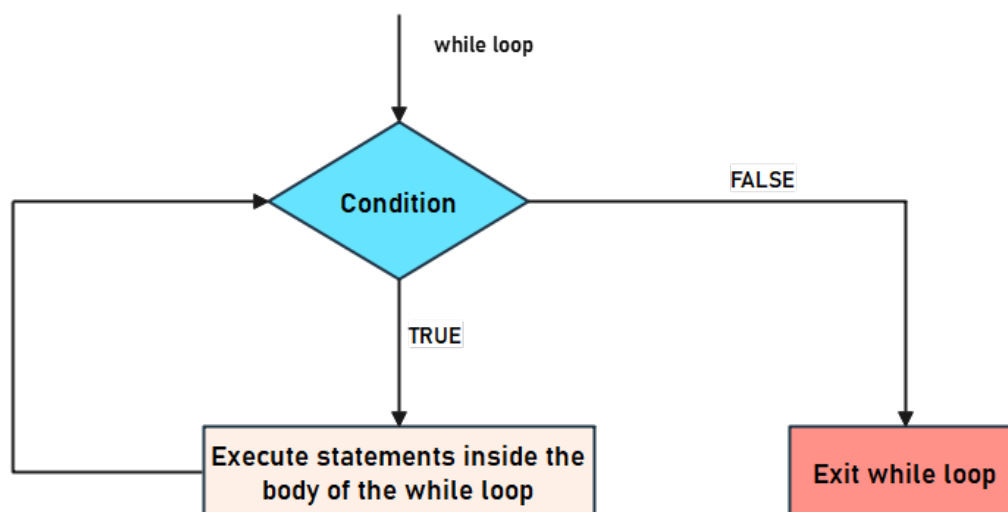 while loop
Condition
FALSE
TRUE
Execute statements inside the
body of the while loop
Exit while loop